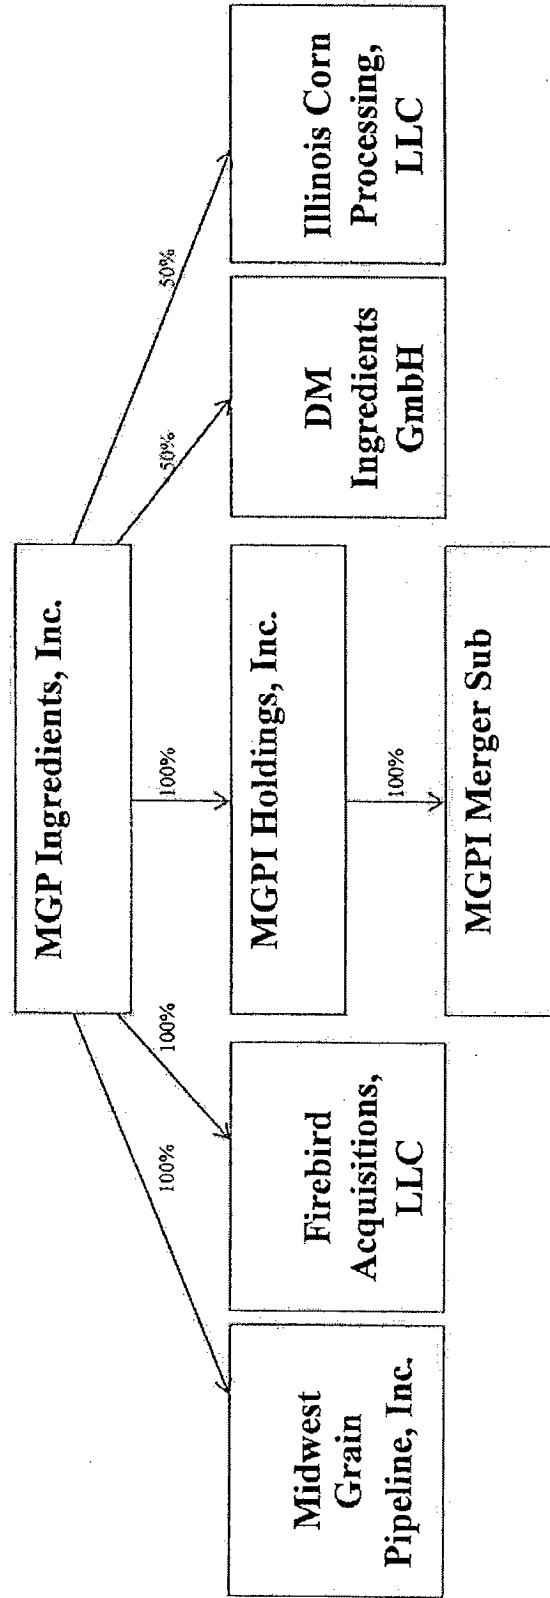 MGP Ingredients, Inc.
100%
100%
100%
50%
50%
Midwest
Grain
Pipeline, Inc.
Firebird
Acquisitions,
LLC
MGPI Holdings, Inc.
DM
Ingredients
GmbH
Illinois Corn
Processing,
LLC
100%
MGPI Merger Sub